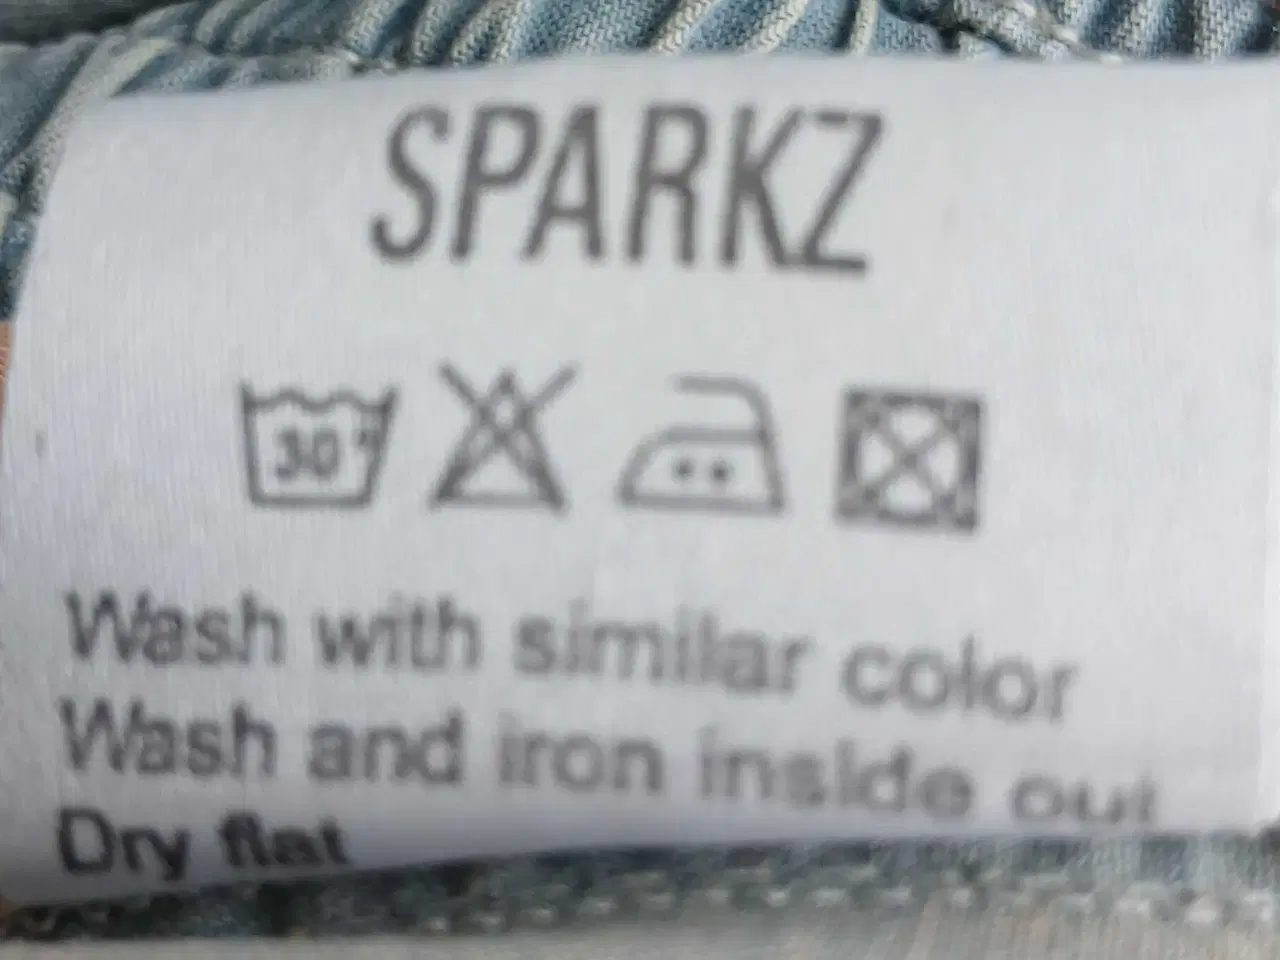 SPARKZ
30°
Wash with similar color
Wash and iron inside out
Dry flat